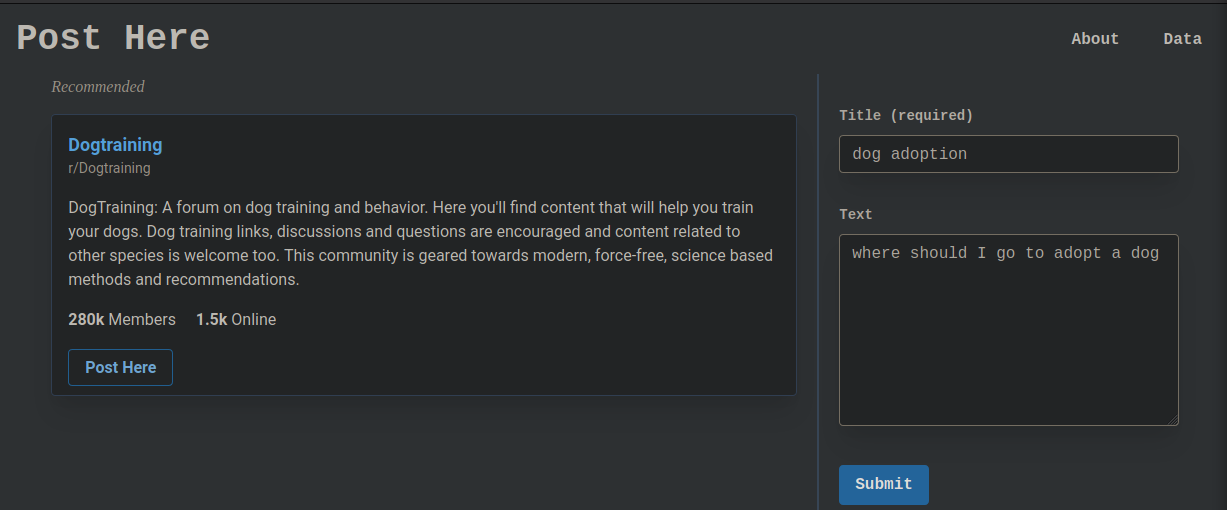 Post Here
About
Data
Recommended
Dogtraining
r/Dogtraining
DogTraining: A forum on dog training and behavior. Here you'll find content that will help you train
your dogs. Dog training links, discussions and questions are encouraged and content related to
other species is welcome too. This community is geared towards modern, force-free, science based
methods and recommendations.
280k Members 1.5k Online
Post Here
Title (required)
dog adoption
Text
where should I go to adopt a dog
Submit